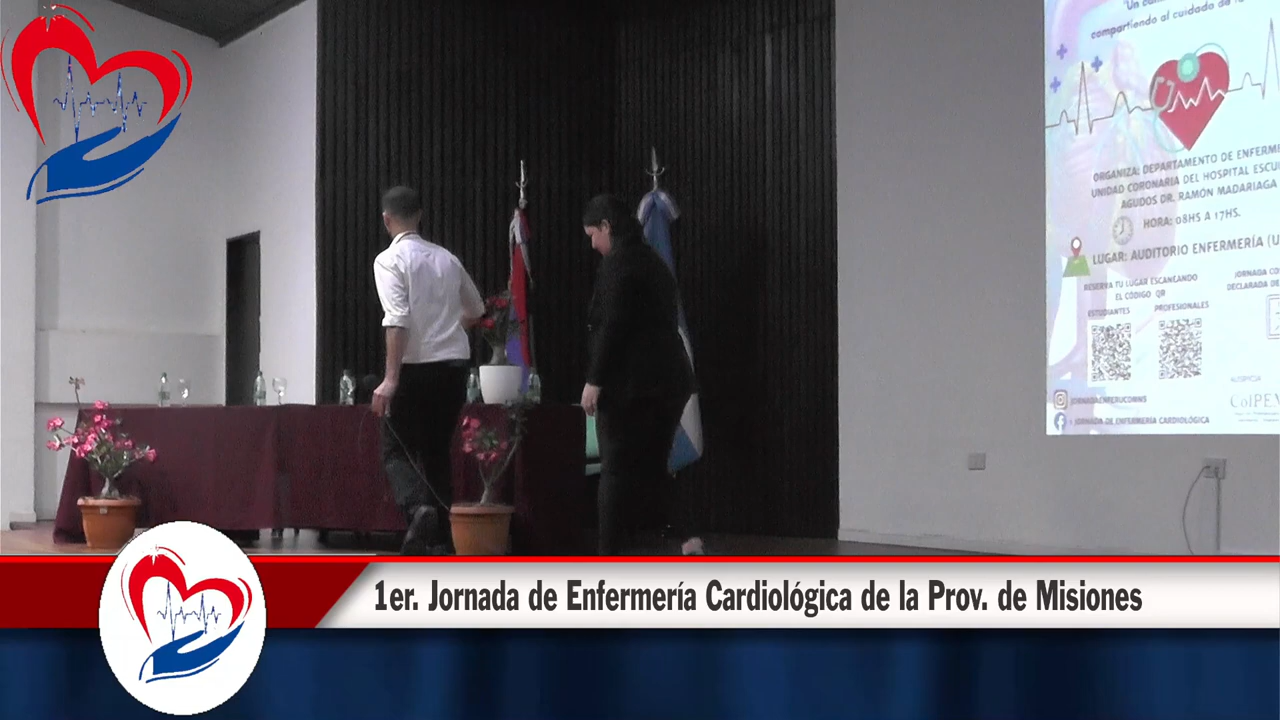 "Un
compartiendo al cuidado de
ORGANIZA: DEPARTAMENTO DE ENFERME
UNIDAD CORONARIA DEL HOSPITAL ESCU
AGUDOS DR. RAMÓN MADARIAGA
HORA: 08HS A 17HS.
LUGAR: AUDITORIO ENFERMERÍA (U
RESERVA TU LUGAR ESCANEANDO
EL CÓDIGO QR
JORNADA CO
DECLARADA DE
ESTUDIANTES
PROFESIONALES
ColPE
JORNADA DE ENFERMERÍA CARDIOLÓGICA
1er. Jornada de Enfermería Cardiológica de la Prov. de Misiones